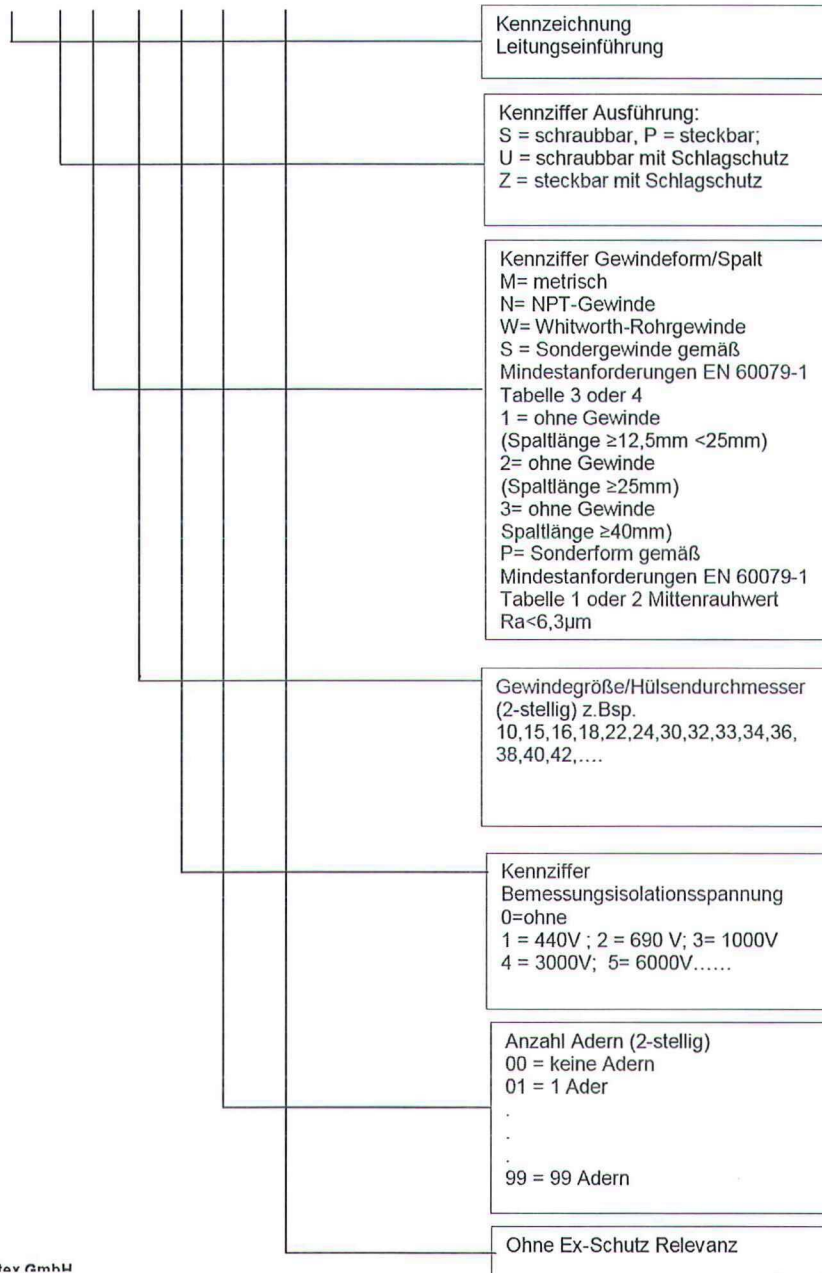 Kennzeichnung
Leitungseinführung
Kennziffer Ausführung:
S = schraubbar, P = steckbar;
U = schraubbar mit Schlagschutz
Z = steckbar mit Schlagschutz
Kennziffer Gewindeform/Spalt
M= metrisch
N= NPT-Gewinde
W= Whitworth-Rohrgewinde
S = Sondergewinde gemäß
Mindestanforderungen EN 60079-1
Tabelle 3 oder 4
1 = ohne Gewinde
(Spaltlänge ≥12,5mm <25mm)
2= ohne Gewinde
(Spaltlänge ≥25mm)
3= ohne Gewinde
Spaltlänge ≥40mm)
P= Sonderform gemäß
Mindestanforderungen EN 60079-1
Tabelle 1 oder 2 Mittenrauhwert
Ra<6,3µm
Gewindegröße/Hülsendurchmesser
(2-stellig) z.Bsp.
10,15,16,18,22,24,30,32,33,34,36,
38,40,42,....
Kennziffer
Bemessungsisolationsspannung
0=ohne
1 = 440V ; 2 = 690 V; 3= 1000V
4 = 3000V; 5= 6000V......
Anzahl Adern (2-stellig)
00 = keine Adern
01 = 1 Ader
.
.
.
99 = 99 Adern
Ohne Ex-Schutz Relevanz
GmbH